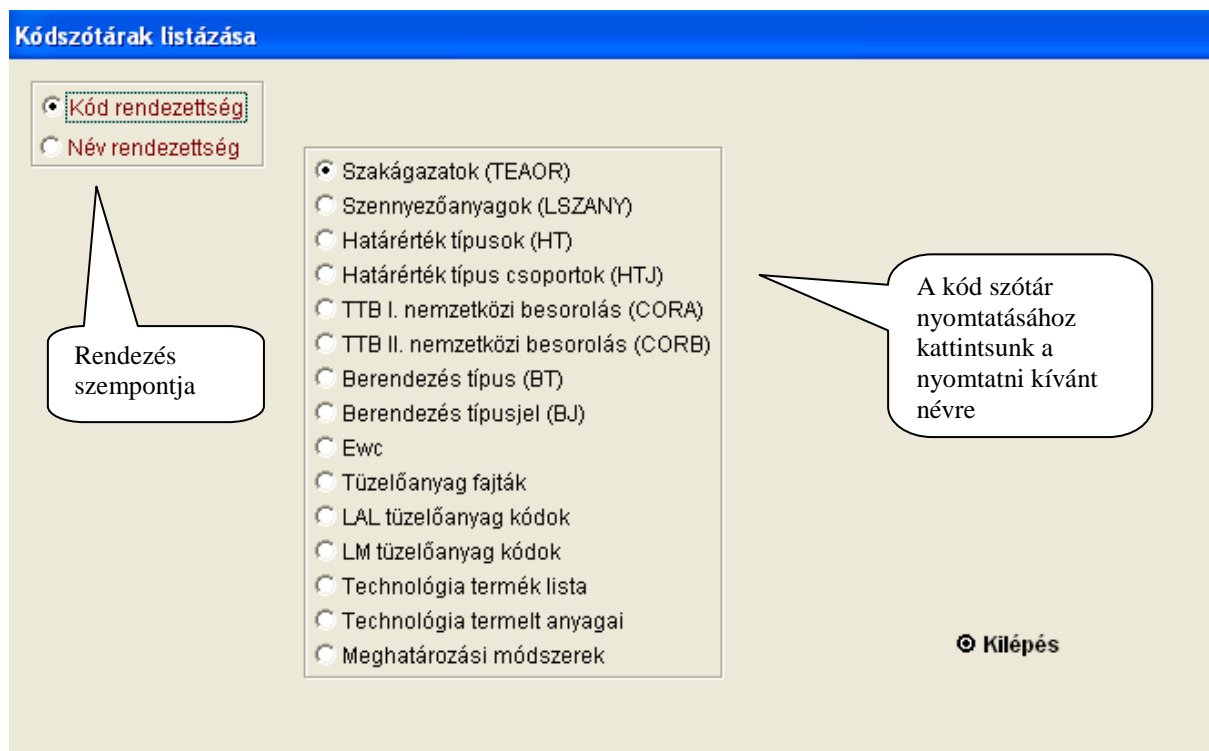 Kódszótárak listázása
Kód rendezettség
Név rendezettség
Rendezés
szempontja
Szakágazatok (TEAOR)
Szennyezőanyagok (LSZANY)
Határérték típusok (HT)
Határérték típus csoportok (HTJ)
TTB I. nemzetközi besorolás (CORA)
TTB II. nemzetközi besorolás (CORB)
Berendezés típus (BT)
Berendezés típusjel (BJ)
Ewc
Tüzelőanyag fajták
LAL tüzelőanyag kódok
LM tüzelőanyag kódok
Technológia termék lista
Technológia termelt anyagai
Meghatározási módszerek
A kód szótár
nyomtatásához
kattintsunk a
nyomtatni kívánt
névre
Kilépés